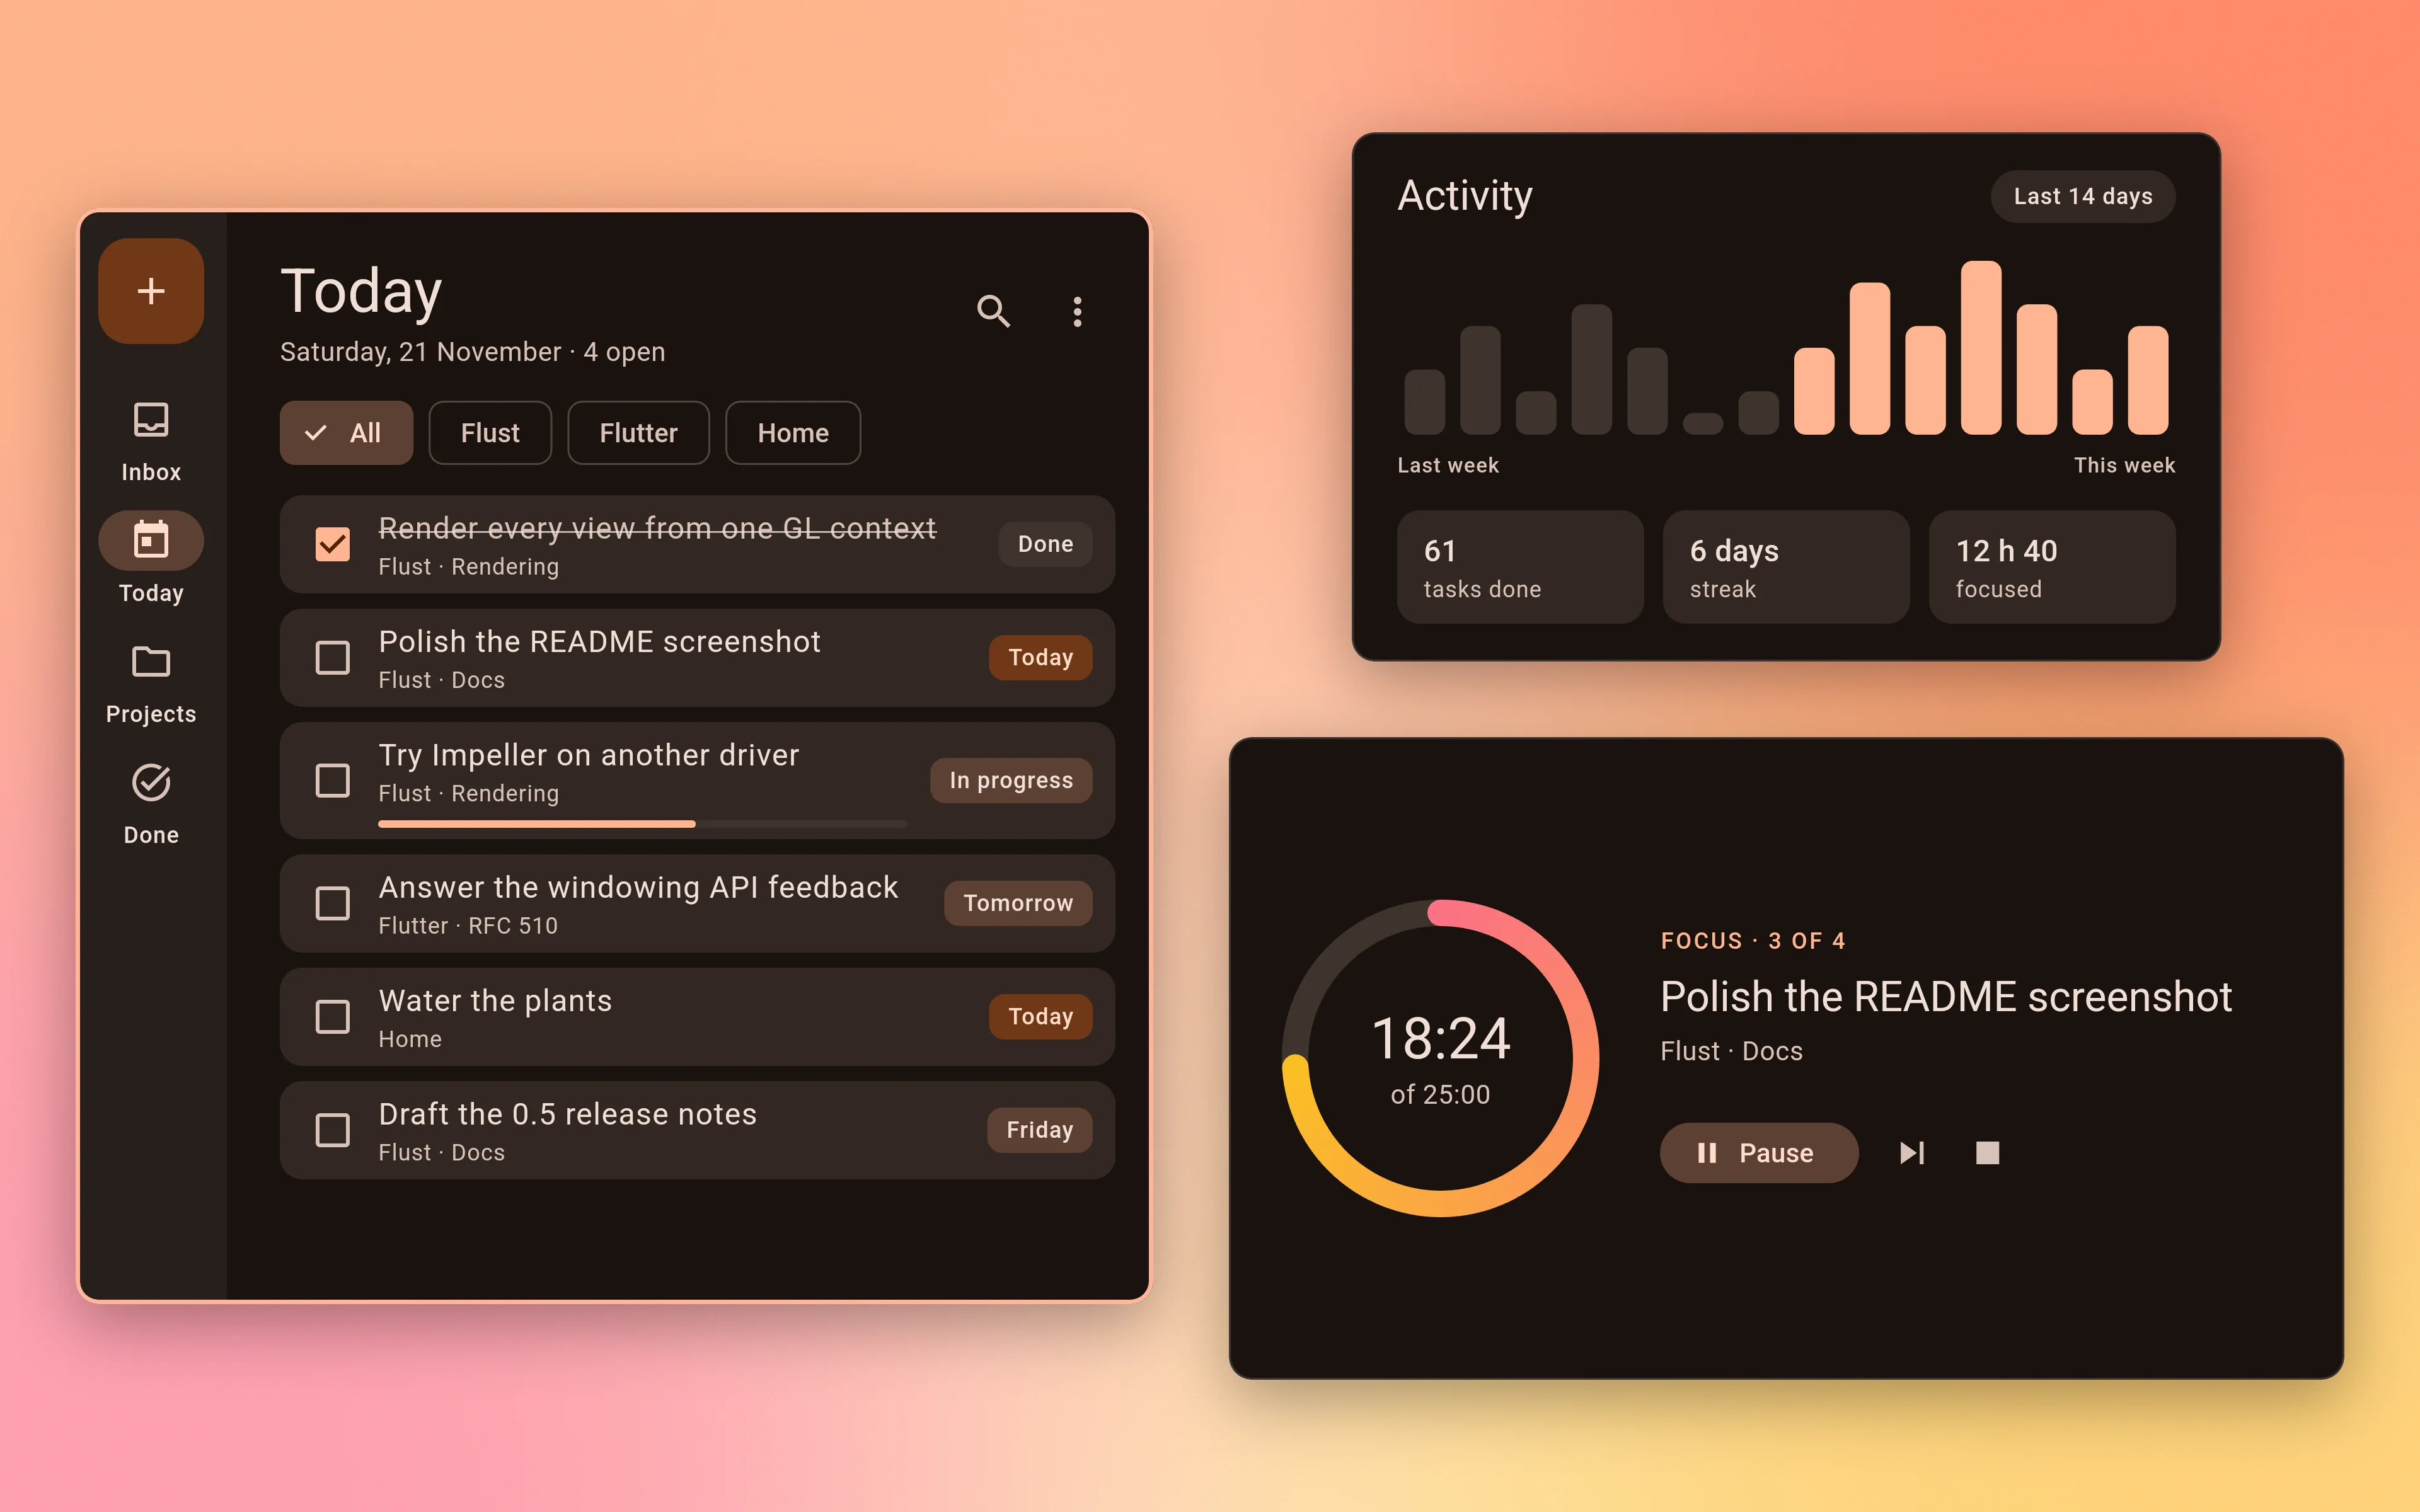 Inbox
Today
Projects
Done
Today
Saturday, 21 November · 4 open
All
Flust
Flutter
Home
Render every view from one GL context
Flust · Rendering
Done
Polish the README screenshot
Flust · Docs
Today
Try Impeller on another driver
Flust · Rendering
In progress
Answer the windowing API feedback
Flutter · RFC 510
Tomorrow
Water the plants
Home
Today
Draft the 0.5 release notes
Flust · Docs
Friday
Activity
Last 14 days
Last week
This week
61
tasks done
6 days
streak
12 h 40
focused
18:24
of 25:00
FOCUS · 3 OF 4
Polish the README screenshot
Flust · Docs
Pause